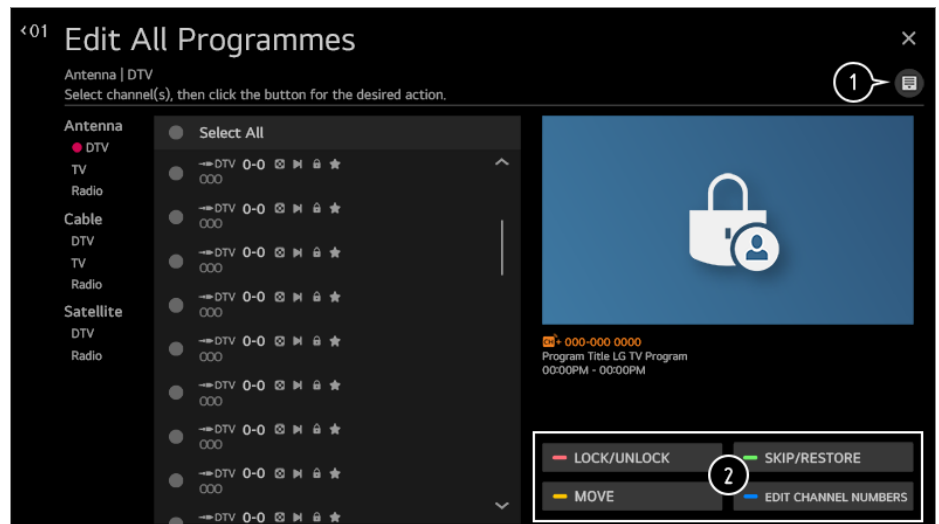 ‹01
Edit All Programmes
Antenna | DTV
Select channel(s), then click the button for the desired action.
1
Antenna
DTV
TV
Radio
Cable
DTV
TV
Radio
Satellite
DTV
Radio
Select All
DTV 0-0
000
DTV 0-0
000
DTV 0-0
000
DTV 0-0
000
DTV 0-0
000
DTV 0-0
000
DTV 0-0
000
DTV 0-0
000
DTV 0-0
CH+ 000-000 0000
Program Title LG TV Program
00:00PM - 00:00PM
LOCK/UNLOCK
SKIP/RESTORE
2
MOVE
EDIT CHANNEL NUMBERS